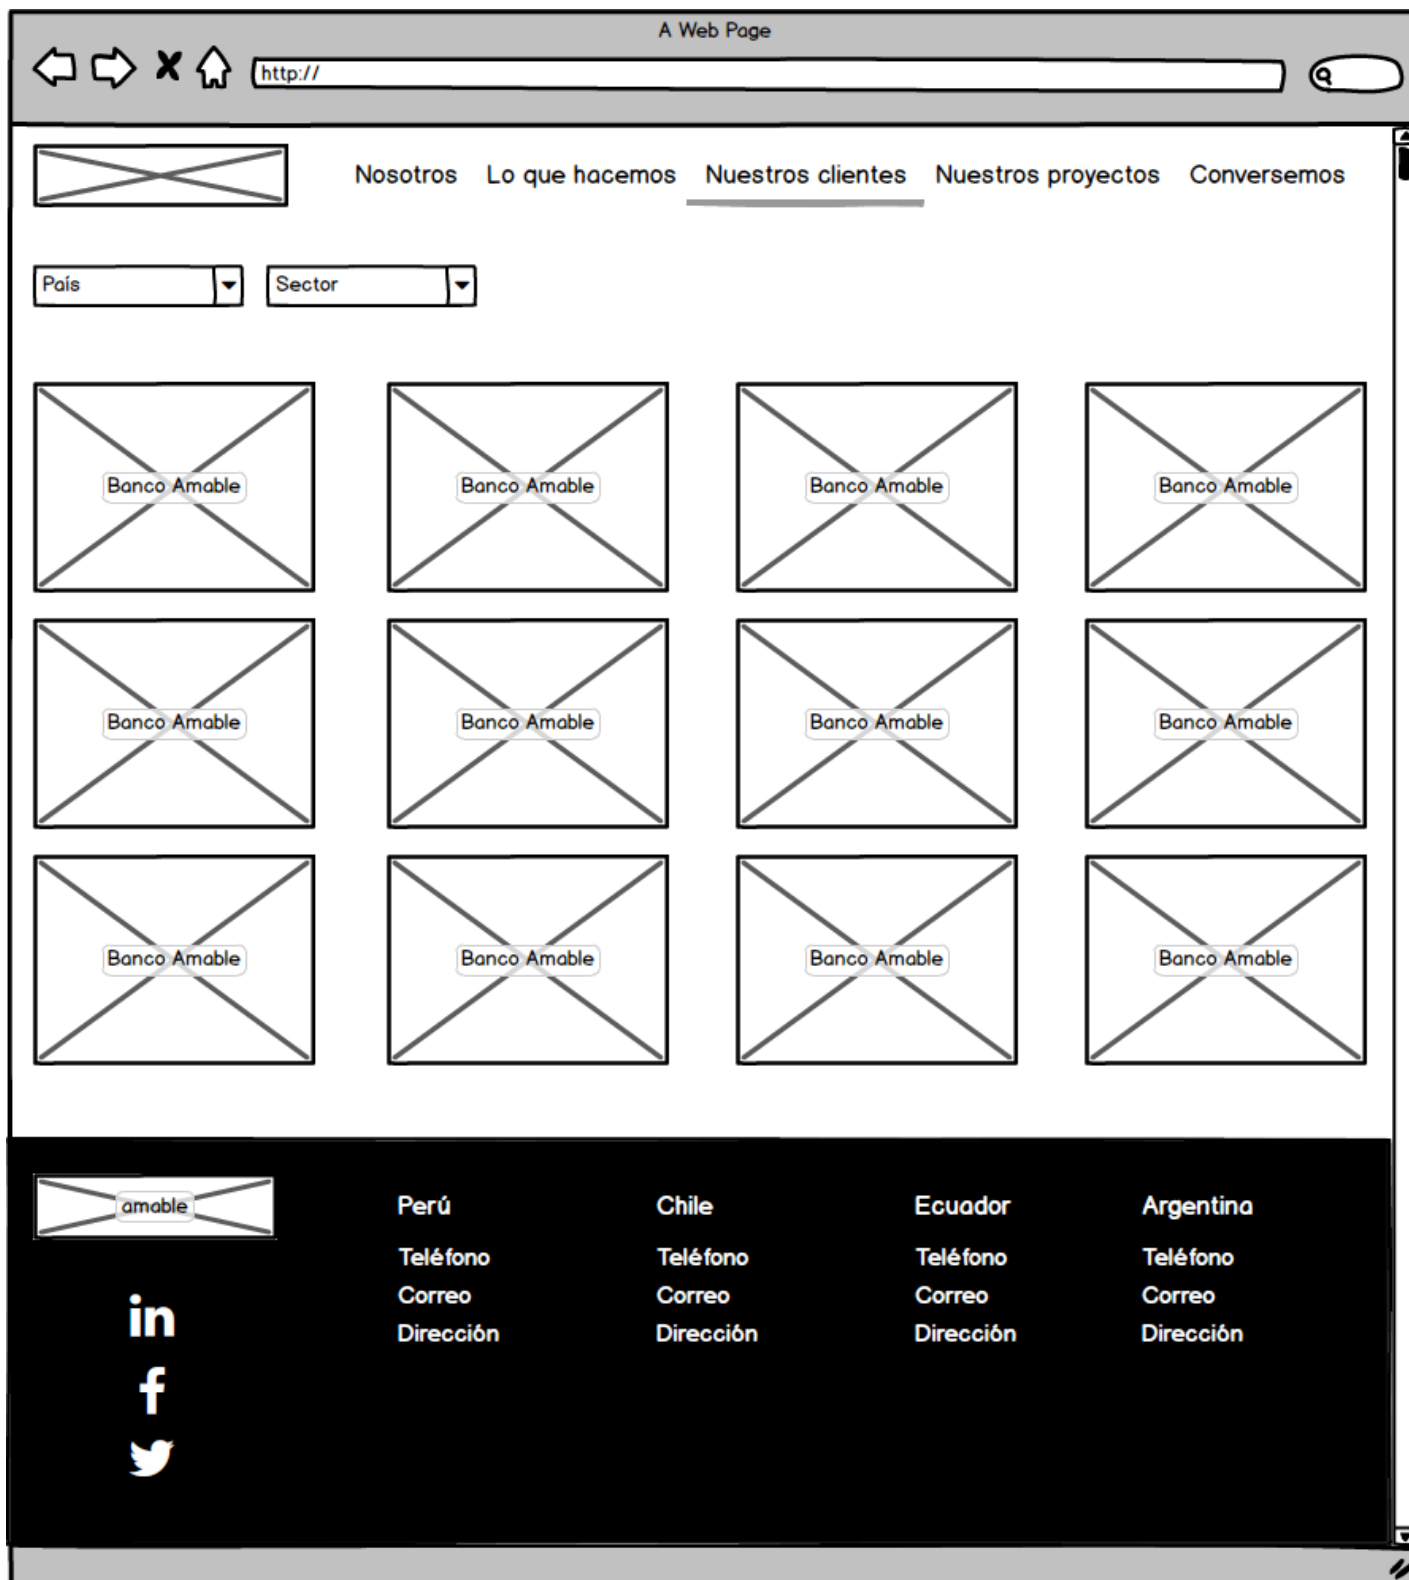 A Web Page
http://
Nosotros Lo que hacemos Nuestros clientes Nuestros proyectos Conversemos
País Sector
Banco Amable Banco Amable Banco Amable Banco Amable
Banco Amable Banco Amable Banco Amable Banco Amable
Banco Amable Banco Amable Banco Amable Banco Amable
amable Perú Chile Ecuador Argentina
Teléfono Teléfono Teléfono Teléfono
Correo Correo Correo Correo
Dirección Dirección Dirección Dirección